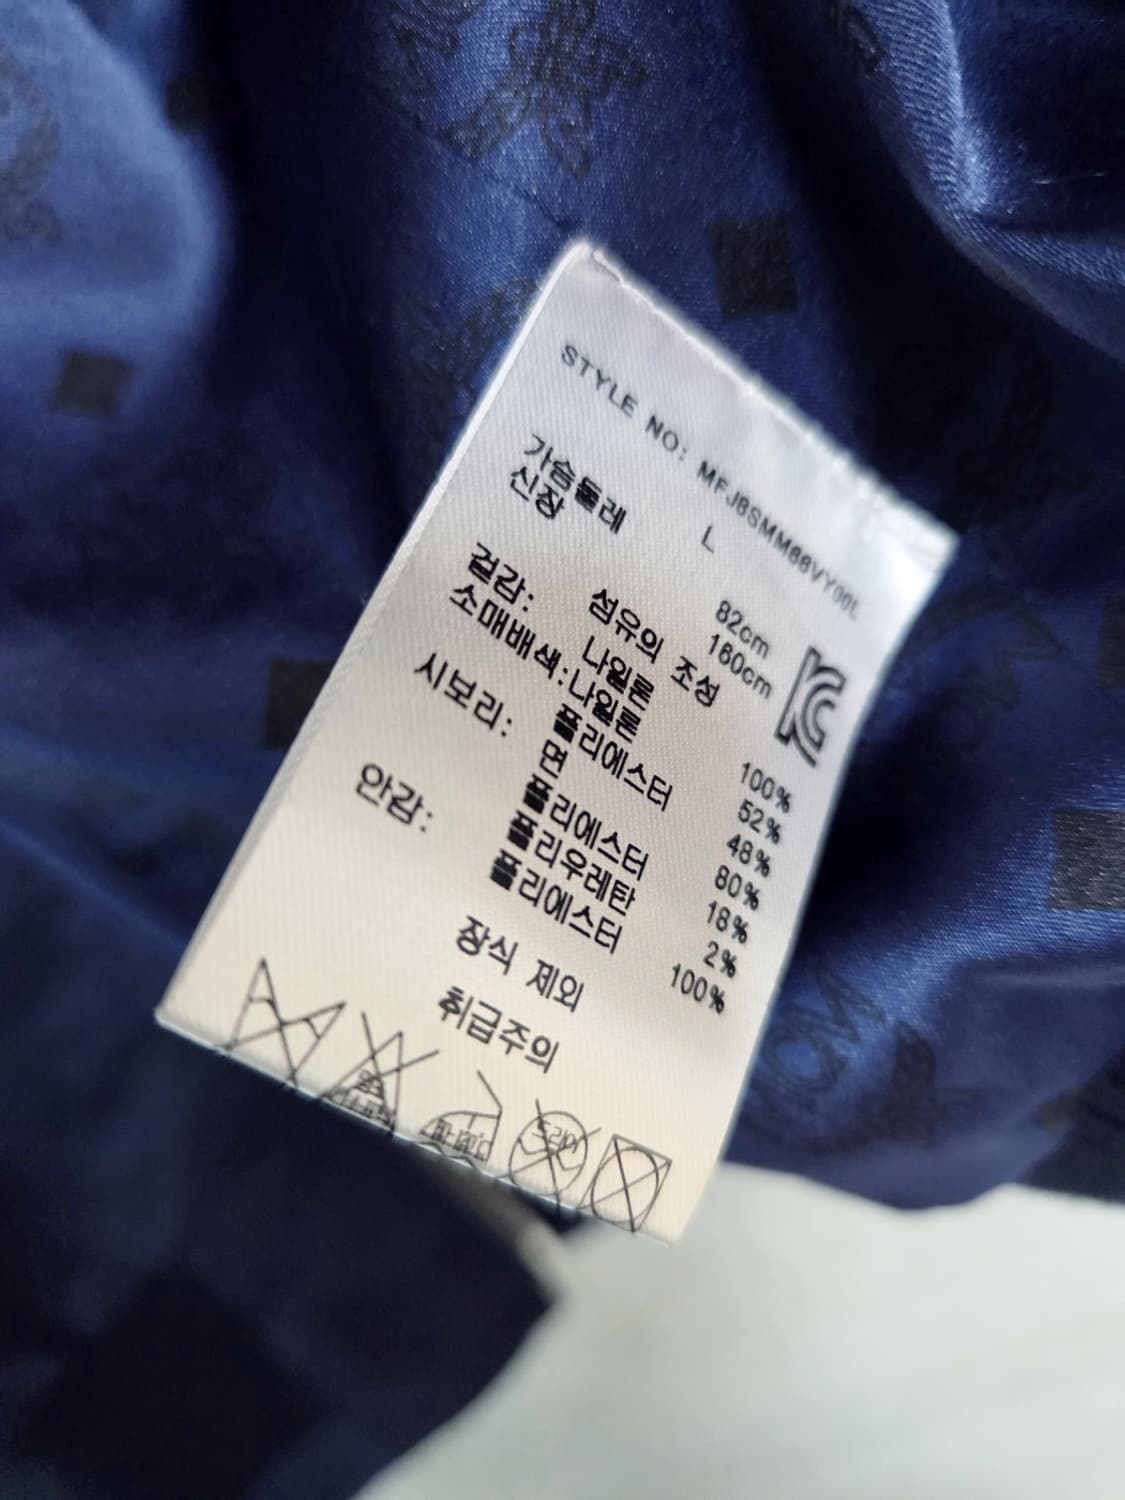 STYLE NO: MFJ8SMM66VY00L
L
가슴둘레 82cm
신장 160cm
섬유의 조성
겉감: 나일론 100%
소매배색: 나일론 52%
폴리에스터 48%
시보리: 면 80%
폴리에스터 18%
폴리우레탄 2%
안감: 폴리에스터 100%
장식 제외
취급주의
드라이